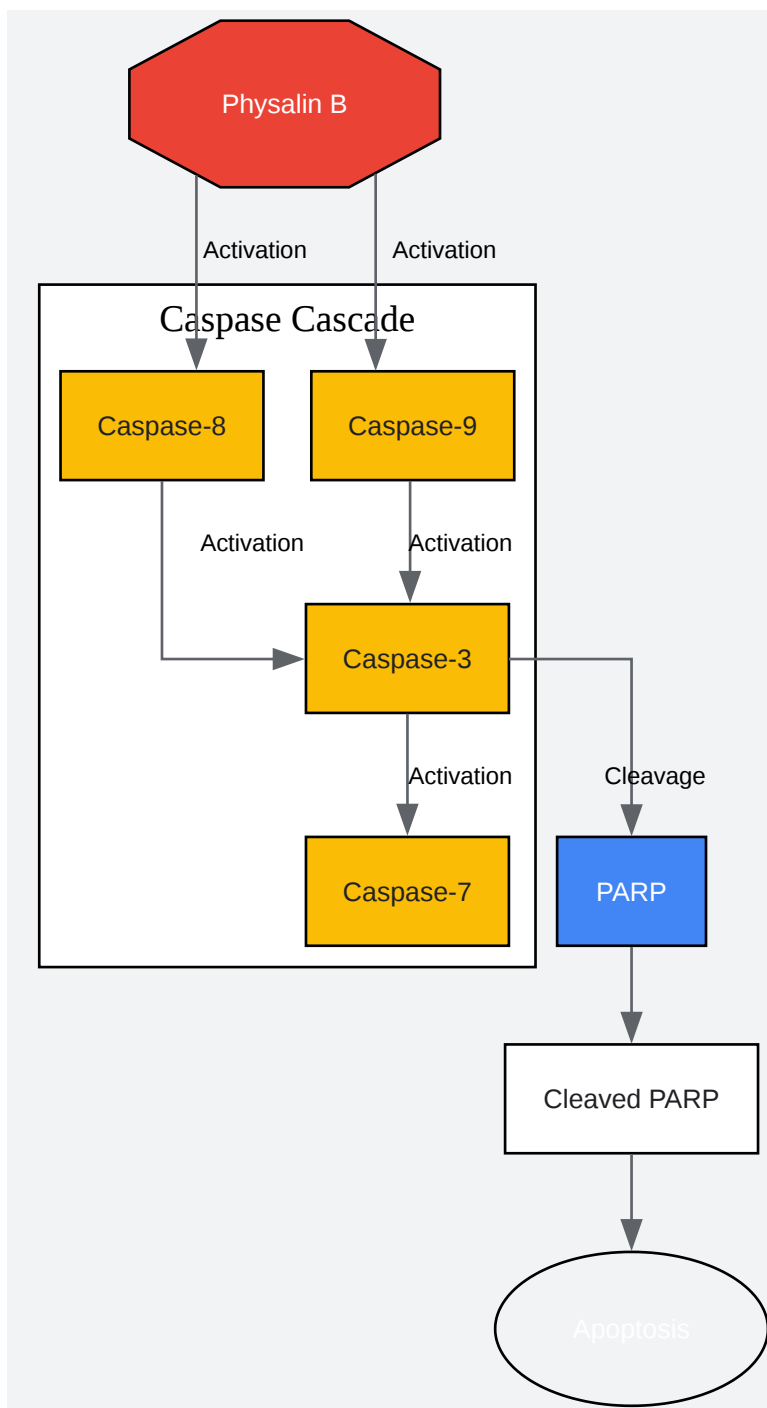 Physalin B
Activation
Activation
Caspase Cascade
Caspase-8
Caspase-9
Activation
Activation
Caspase-3
Activation
Cleavage
Caspase-7
PARP
Cleaved PARP
Apoptosis